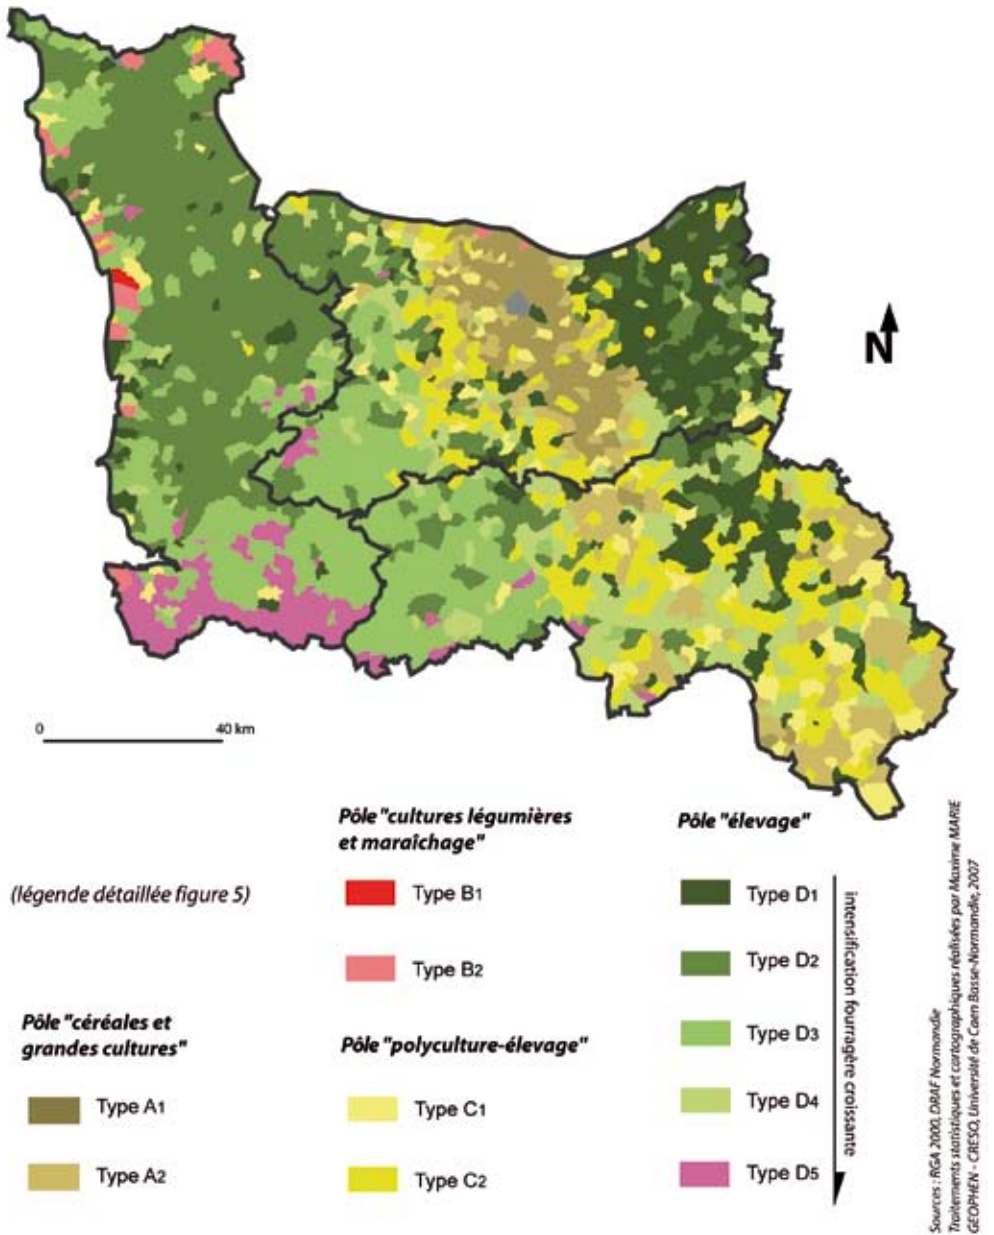 N
0 40 km
(légende détaillée figure 5)
Pôle "céréales et
grandes cultures"
Type A1
Type A2
Pôle "cultures légumières
et maraîchage"
Type B1
Type B2
Pôle "polyculture-élevage"
Type C1
Type C2
Pôle "élevage"
Type D1
Type D2
Type D3
Type D4
Type D5
intensification fourragère croissante
Sources : RGA 2000, DRAF Normandie
Traitements statistiques et cartographiques réalisées par Maxime MARIE
GEOPHEN - CRESO, Université de Caen Basse-Normandie, 2007